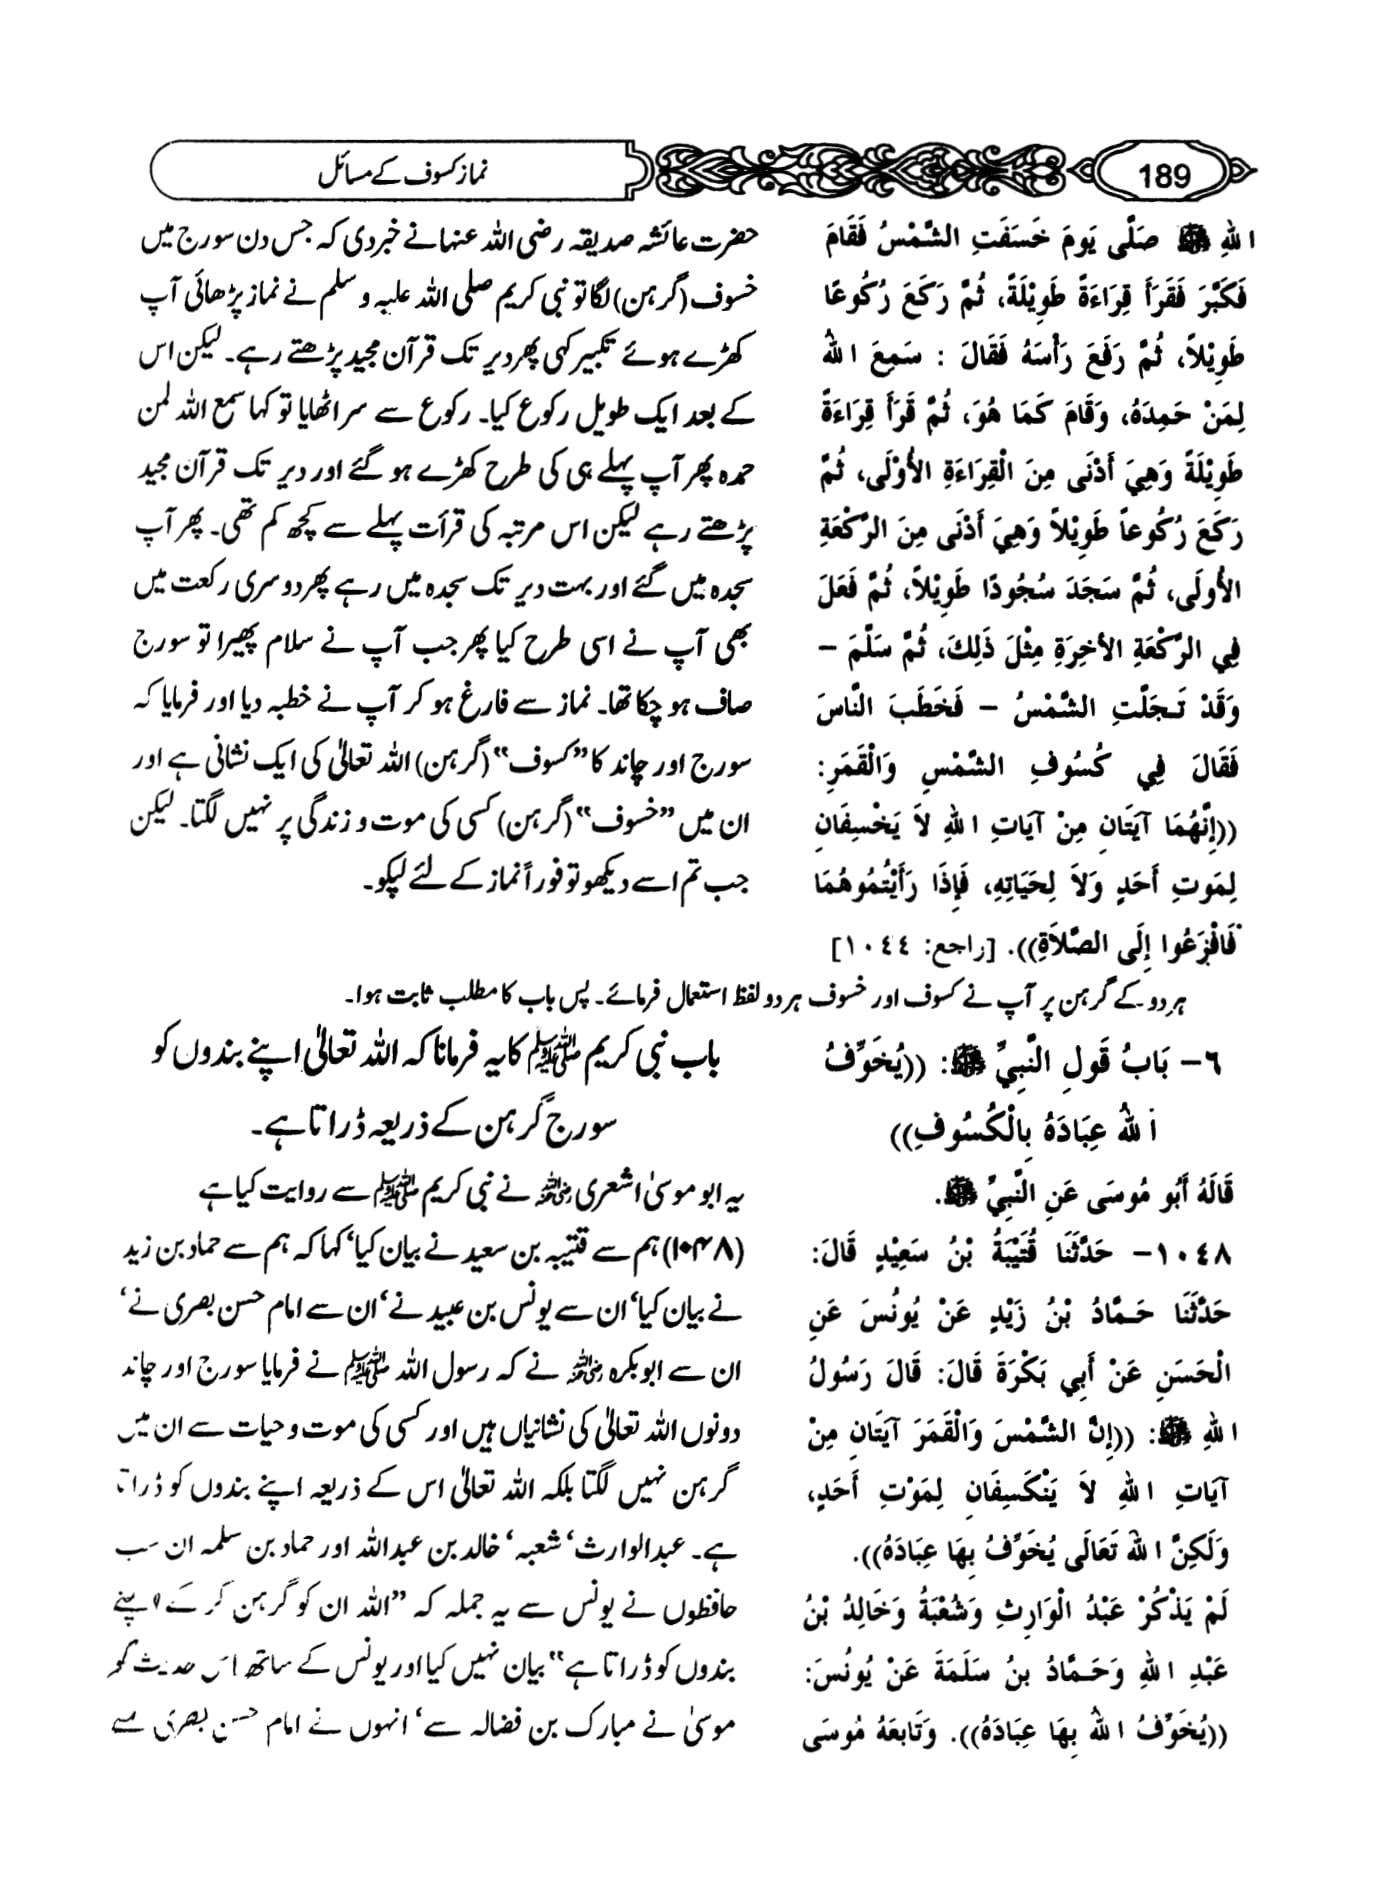 189
نماز کسوف کے مسائل
اللهِ ﷺ صَلَّى يَومَ خَسَفَتِ الشَّمْسُ فَقَامَ
فَكَبَّرَ فَقَرَأَ قِرَاءَةً طَوِيْلَةً، ثُمَّ رَكَعَ رُكُوعًا
طَوِيْلاً، ثُمَّ رَفَعَ رَأْسَهُ فَقَالَ : سَمِعَ اللهُ
لِمَنْ حَمِدَهُ، وَقَامَ كَمَا هُوَ، ثُمَّ قَرَأَ قِرَاءَةً
طَوِيْلَةً وَهِيَ أَدْنَى مِنَ الْقِرَاءَةِ الأُوْلَى، ثُمَّ
رَكَعَ رُكُوعاً طَوِيْلاً وَهِيَ أَدْنَى مِنَ الرَّكْعَةِ
الأُولَى، ثُمَّ سَجَدَ سُجُودًا طَوِيْلاً، ثُمَّ فَعَلَ
فِي الرَّكْعَةِ الأخِرَةِ مِثْلَ ذَلِكَ، ثُمَّ سَلَّمَ –
وَقَدْ تَجَلَّتِ الشَّمْسُ – فَخَطَبَ النَّاسَ
فَقَالَ فِي كُسُوفِ الشَّمْسِ وَالْقَمَرِ:
((إِنَّهُمَا آيَتَانِ مِنْ آيَاتِ اللهِ لاَ يَخْسِفَانِ
لِمَوتِ أَحَدٍ وَلاَ لِحَيَاتِهِ، فَإِذَا رَأَيْتُمُوهُمَا
فَافْزَعُوا إِلَى الصَّلاَةِ)). [راجع: ١٠٤٤]
حضرت عائشہ صدیقہ رضی اللہ عنہا نے خبر دی کہ جس دن سورج میں
خسوف (گرہن) لگا تو نبی کریم صلی اللہ علیہ و سلم نے نماز پڑھائی آپ
کھڑے ہوئے تکبیر کہی پھر دیر تک قرآن مجید پڑھتے رہے۔ لیکن اس
کے بعد ایک طویل رکوع کیا۔ رکوع سے سر اٹھایا تو کہا سمع اللہ لمن
حمدہ پھر آپ پہلے ہی کی طرح کھڑے ہو گئے اور دیر تک قرآن مجید
پڑھتے رہے لیکن اس مرتبہ کی قرأت پہلے سے کچھ کم تھی۔ پھر آپ
سجدہ میں گئے اور بہت دیر تک سجدہ میں رہے پھر دوسری رکعت میں
بھی آپ نے اسی طرح کیا پھر جب آپ نے سلام پھیرا تو سورج
صاف ہو چکا تھا۔ نماز سے فارغ ہو کر آپ نے خطبہ دیا اور فرمایا کہ
سورج اور چاند کا ”کسوف“ (گرہن) اللہ تعالیٰ کی ایک نشانی ہے اور
ان میں ”خسوف“ (گرہن) کسی کی موت و زندگی پر نہیں لگتا۔ لیکن
جب تم اسے دیکھو تو فوراً نماز کے لئے لپکو۔
ہر دو کے گرہن پر آپ نے کسوف اور خسوف ہر دو لفظ استعمال فرمائے۔ پس باب کا مطلب ثابت ہوا۔
٦- بَابُ قَولِ النَّبِيِّ ﷺ: ((يُخَوِّفُ
اللهُ عِبَادَهُ بِالْكُسُوفِ))
قَالَهُ أَبُو مُوسَى عَنِ النَّبِيِّ ﷺ.
١٠٤٨- حَدَّثَنَا قُتَيْبَةُ بْنُ سَعِيْدٍ قَالَ:
حَدَّثَنَا حَمَّادُ بْنُ زَيْدٍ عَنْ يُونُسَ عَنِ
الْحَسَنِ عَنْ أَبِي بَكْرَةَ قَالَ: قَالَ رَسُولُ
اللهِ ﷺ: ((إِنَّ الشَّمْسَ وَالْقَمَرَ آيَتَانِ مِنْ
آيَاتِ اللهِ لاَ يَنْكَسِفَانِ لِمَوْتِ أَحَدٍ،
وَلَكِنَّ اللهَ تَعَالَى يُخَوِّفُ بِهَا عِبَادَهُ)).
لَمْ يَذْكُرْ عَبْدُ الْوَارِثِ وَشُعْبَةُ وَخَالِدُ بْنُ
عَبْدِ اللهِ وَحَمَّادُ بنُ سَلَمَةَ عَنْ يُونُسَ:
((يُخَوِّفُ اللهُ بِهَا عِبَادَهُ)). وَتَابَعَهُ مُوسَى
باب نبی کریم ﷺ کا یہ فرمانا کہ اللہ تعالیٰ اپنے بندوں کو
سورج گرہن کے ذریعہ ڈراتا ہے۔
یہ ابو موسیٰ اشعری رضی اللہ عنہ نے نبی کریم ﷺ سے روایت کیا ہے
(۱۰۴۸) ہم سے قتیبہ بن سعید نے بیان کیا‘ کہا کہ ہم سے حماد بن زید
نے بیان کیا‘ ان سے یونس بن عبید نے‘ ان سے امام حسن بصری نے‘
ان سے ابوبکرہ رضی اللہ عنہ نے کہ رسول اللہ ﷺ نے فرمایا سورج اور چاند
دونوں اللہ تعالیٰ کی نشانیاں ہیں اور کسی کی موت و حیات سے ان میں
گرہن نہیں لگتا بلکہ اللہ تعالیٰ اس کے ذریعہ اپنے بندوں کو ڈراتا
ہے۔ عبدالوارث‘ شعبہ‘ خالد بن عبداللہ اور حماد بن سلمہ ان سب
حافظوں نے یونس سے یہ جملہ کہ ”اللہ ان کو گرہن کر کے اپنے
بندوں کو ڈراتا ہے“ بیان نہیں کیا اور یونس کے ساتھ اس حدیث کو
موسیٰ نے مبارک بن فضالہ سے‘ انہوں نے امام حسن بصری سے